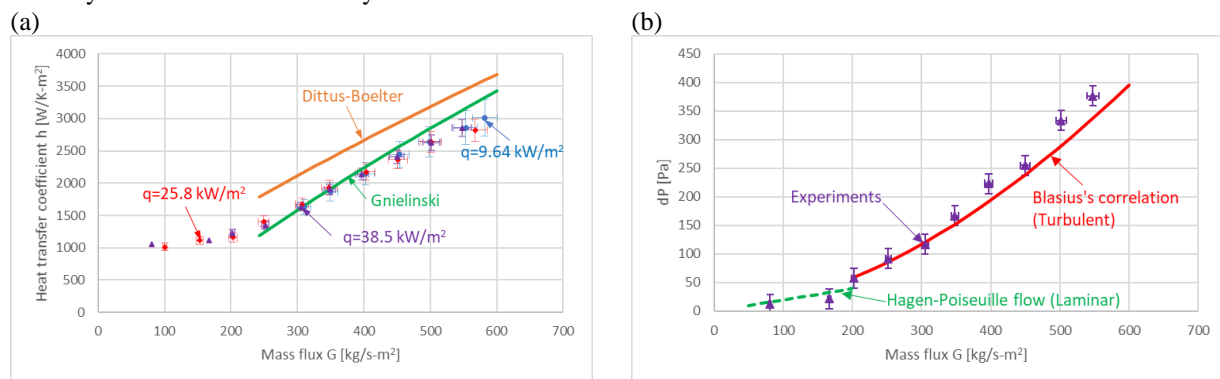 (a)
4000
3500
3000
2500
2000
1500
1000
500
0
0 100 200 300 400 500 600 700
Heat transfer coefficient h [W/K-m²]
Mass flux G [kg/s-m²]
Dittus-Boelter
q=25.8 kW/m²
Gnielinski
q=9.64 kW/m²
q=38.5 kW/m²
(b)
450
400
350
300
250
200
150
100
50
0
0 100 200 300 400 500 600 700
dP [Pa]
Mass flux G [kg/s-m²]
Experiments
Blasius's correlation
(Turbulent)
Hagen-Poiseuille flow (Laminar)